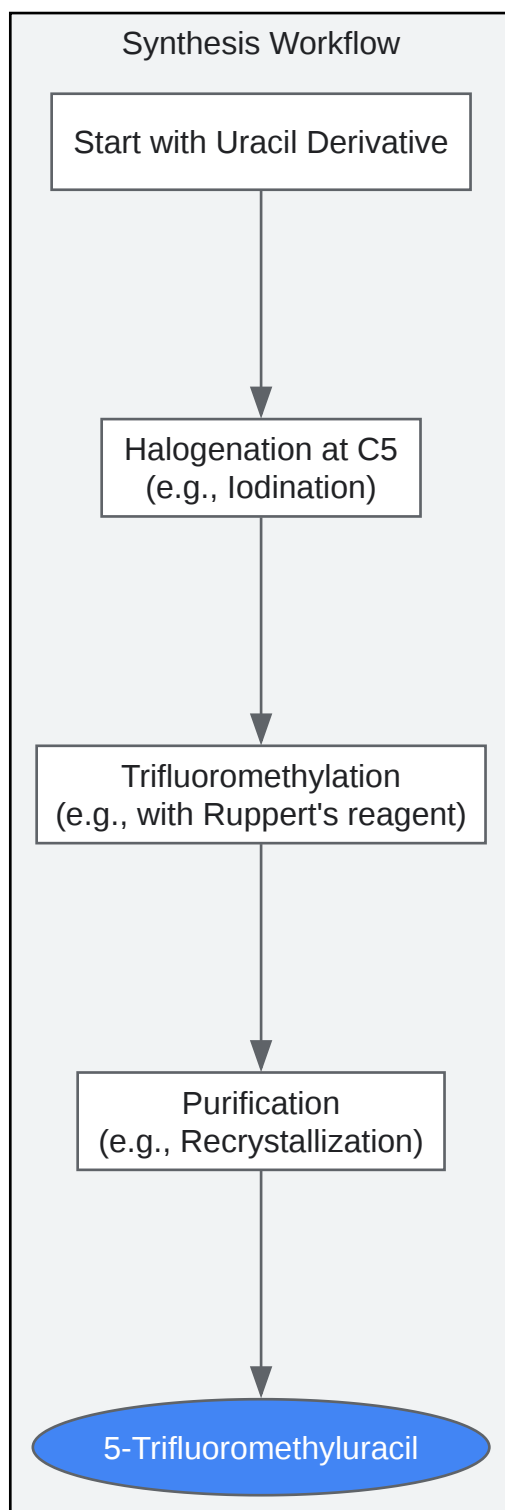 Synthesis Workflow
Start with Uracil Derivative
Halogenation at C5
(e.g., Iodination)
Trifluoromethylation
(e.g., with Ruppert's reagent)
Purification
(e.g., Recrystallization)
5-Trifluoromethyluracil